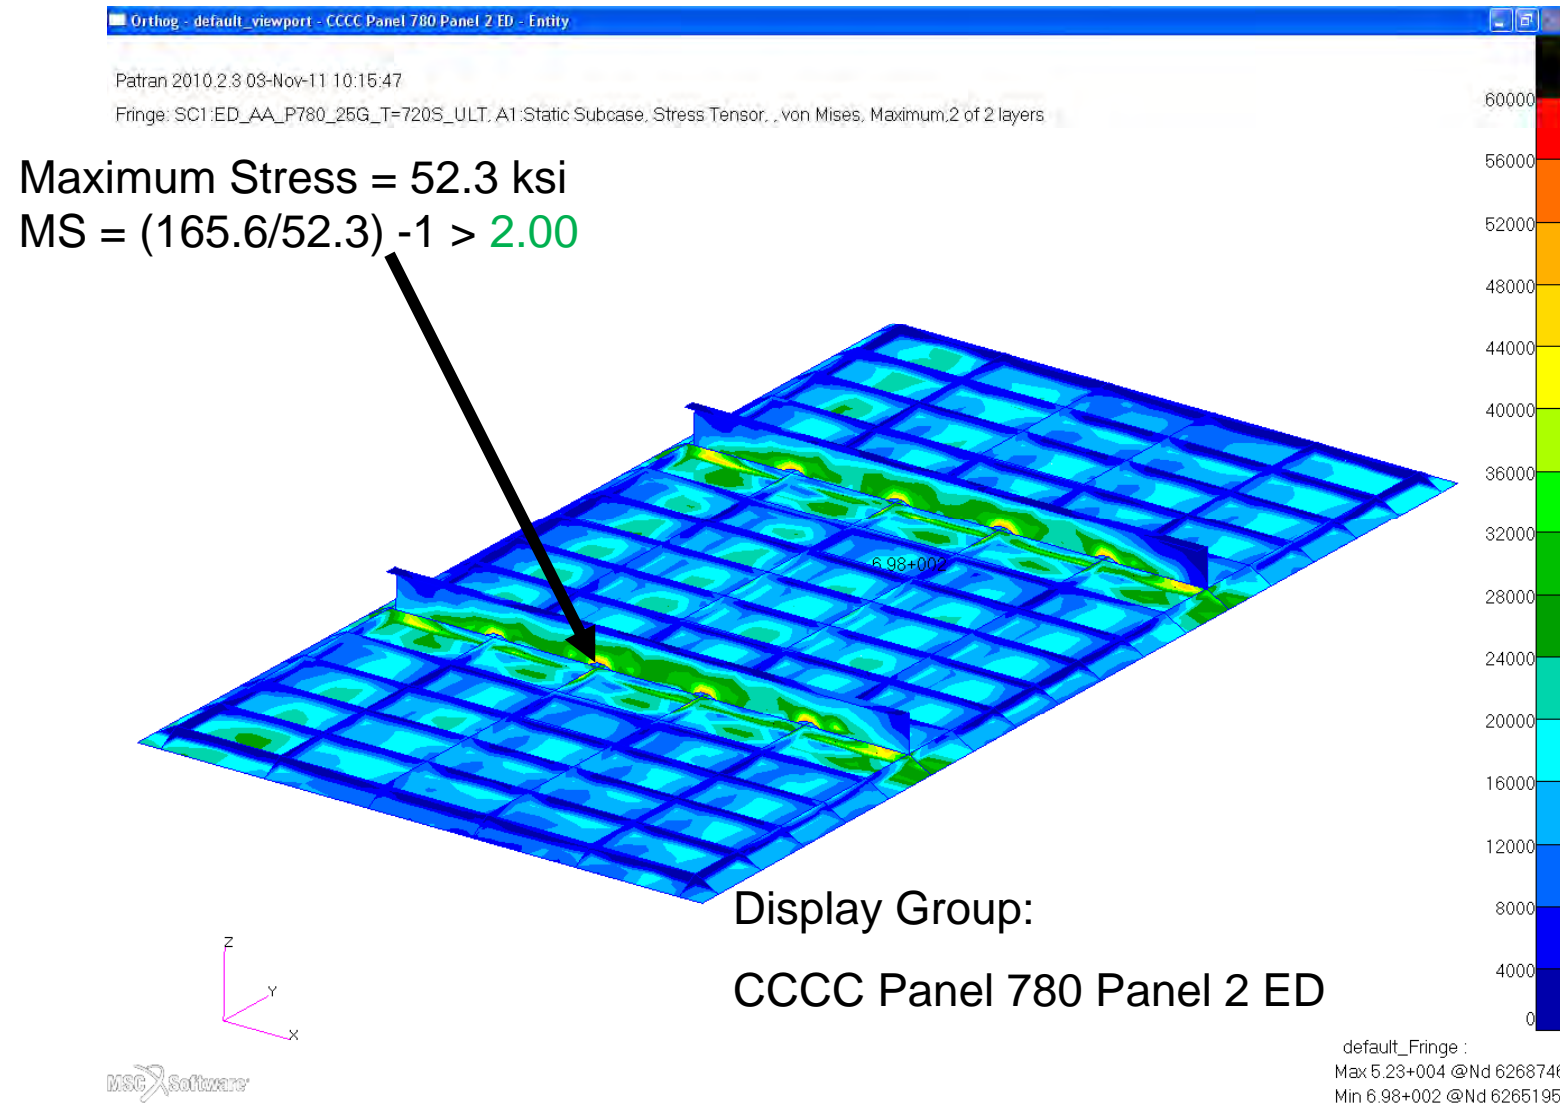 Orthog - default_viewport - CCCC Panel 780 Panel 2 ED - Entity
Patran 2010.2.3 03-Nov-11 10:15:47
Fringe: SC1:ED_AA_P780_25G_T=720S_ULT, A1:Static Subcase, Stress Tensor, , von Mises, Maximum,2 of 2 layers
Maximum Stress = 52.3 ksi
MS = (165.6/52.3) -1 > 2.00
60000
56000
52000
48000
44000
40000
36000
32000
28000
24000
20000
16000
12000
8000
4000
0
6.98+002
Display Group:
CCCC Panel 780 Panel 2 ED
Z
Y
X
MSC Software
default_Fringe :
Max 5.23+004 @Nd 6268746
Min 6.98+002 @Nd 6265195